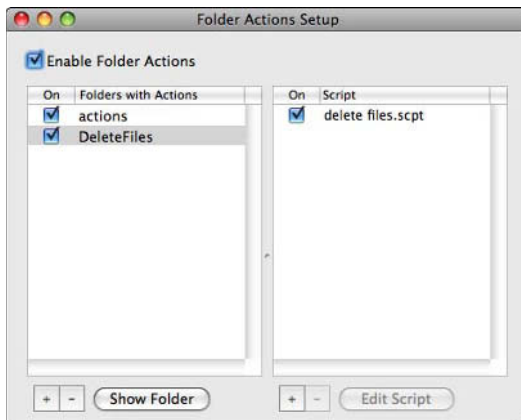 Folder Actions Setup
Enable Folder Actions
On Folders with Actions
actions
DeleteFiles
On Script
delete files.scpt
+ - Show Folder
+ - Edit Script